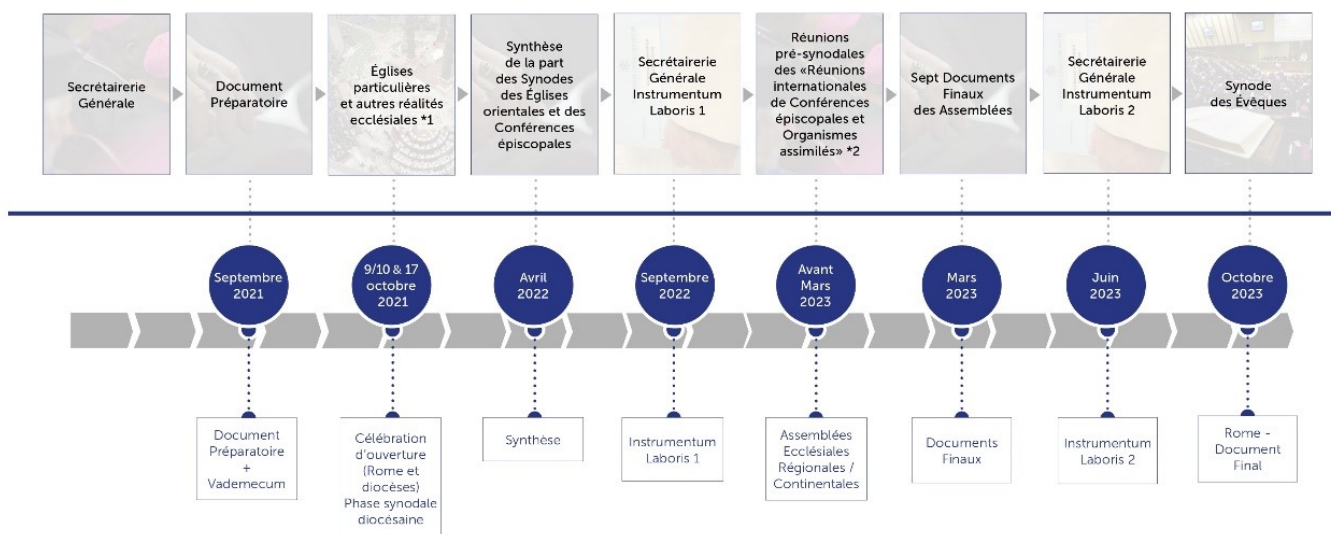 Secrétairerie
Générale
Document
Préparatoire
Églises
particulières
et autres réalités
ecclésiales *1
Synthèse
de la part
des Synodes
des Églises
orientales et des
Conférences
épiscopales
Secrétairerie
Générale
Instrumentum
Laboris 1
Réunions
pré-synodales
des «Réunions
internationales
de Conférences
épiscopales et
Organismes
assimilés» *2
Sept Documents
Finaux
des Assemblées
Secrétairerie
Générale
Instrumentum
Laboris 2
Synode
des Évêques
Septembre
2021
9/10 & 17
octobre
2021
Avril
2022
Septembre
2022
Avant
Mars
2023
Mars
2023
Juin
2023
Octobre
2023
Document
Préparatoire
+
Vademecum
Célébration
d'ouverture
(Rome et
diocèses)
Phase synodale
diocésaine
Synthèse
Instrumentum
Laboris 1
Assemblées
Ecclésiales
Régionales /
Continentales
Documents
Finaux
Instrumentum
Laboris 2
Rome -
Document
Final